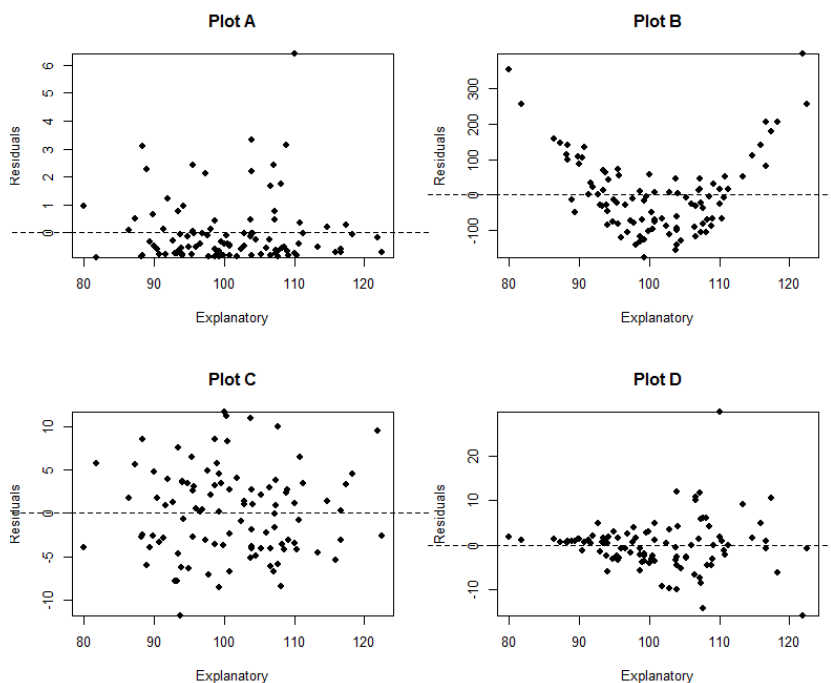 Plot A
Residuals
0 1 2 3 4 5 6
80 90 100 110 120
Explanatory
Plot B
Residuals
-100 0 100 200 300
80 90 100 110 120
Explanatory
Plot C
Residuals
-10 -5 0 5 10
80 90 100 110 120
Explanatory
Plot D
Residuals
-10 0 10 20
80 90 100 110 120
Explanatory